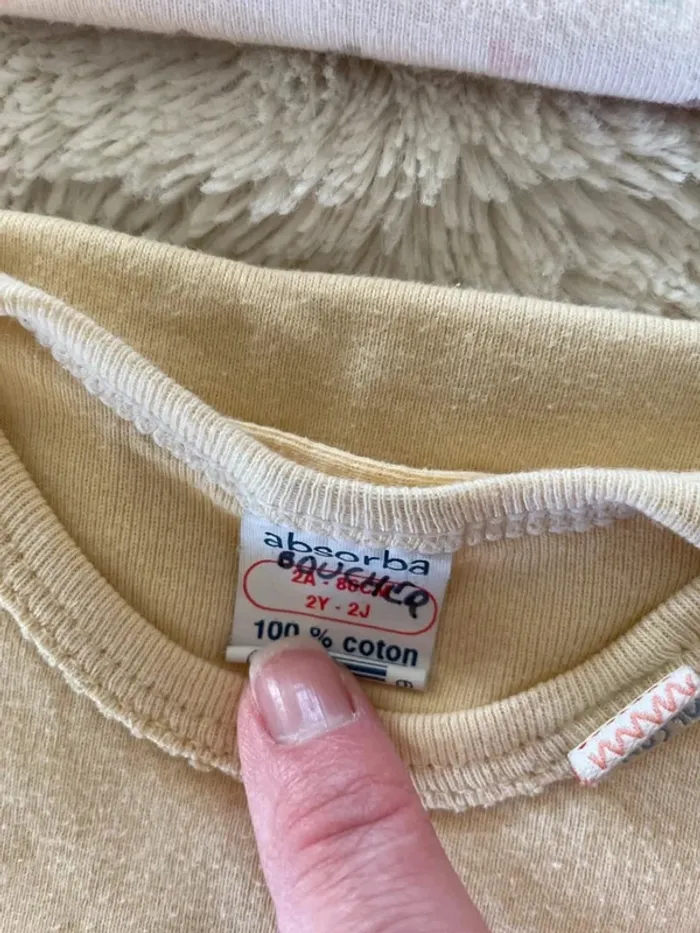 absorba
BOUCHER
2A - 86CM
2Y - 2J
100 % coton